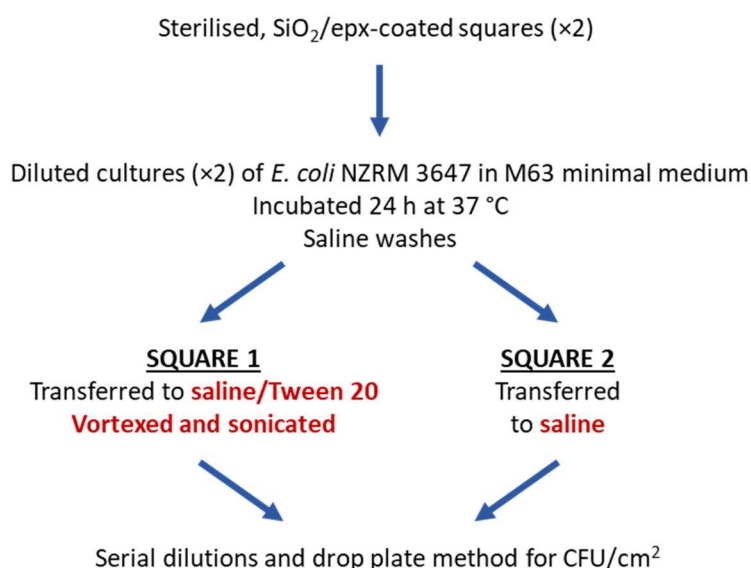 Sterilised, SiO₂/epx-coated squares (×2)
Diluted cultures (×2) of E. coli NZRM 3647 in M63 minimal medium
Incubated 24 h at 37 °C
Saline washes
SQUARE 1
Transferred to saline/Tween 20
Vortexed and sonicated
SQUARE 2
Transferred
to saline
Serial dilutions and drop plate method for CFU/cm²